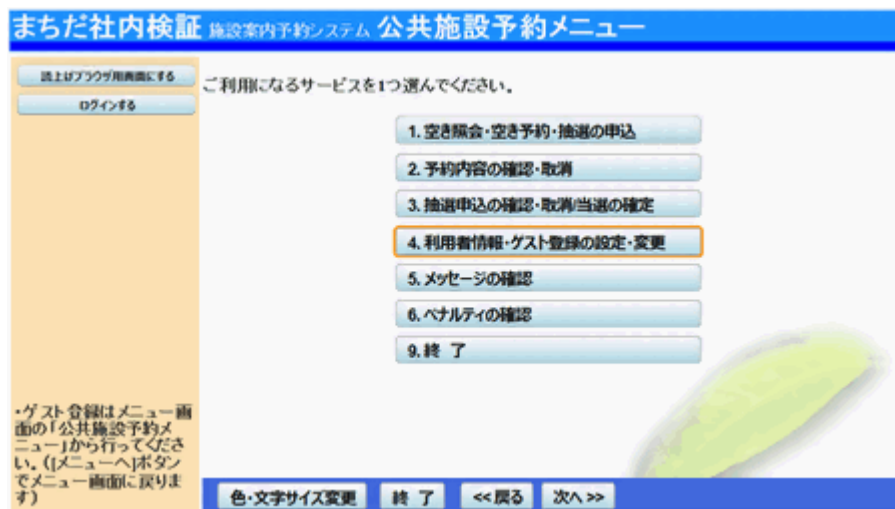 まちだ社内検証 施設案内予約システム 公共施設予約メニュー
読上げブラウザ用画面にする
ログインする
ご利用になるサービスを1つ選んでください。
1. 空き照会・空き予約・抽選の申込
2. 予約内容の確認・取消
3. 抽選申込の確認・取消/当選の確定
4. 利用者情報・ゲスト登録の設定・変更
5. メッセージの確認
6. ペナルティの確認
9. 終 了
・ゲスト登録はメニュー画
面の「公共施設予約メ
ニュー」から行ってくださ
い。([メニューへ]ボタン
でメニュー画面に戻りま
す)
色・文字サイズ変更 終 了 <<戻る 次へ>>